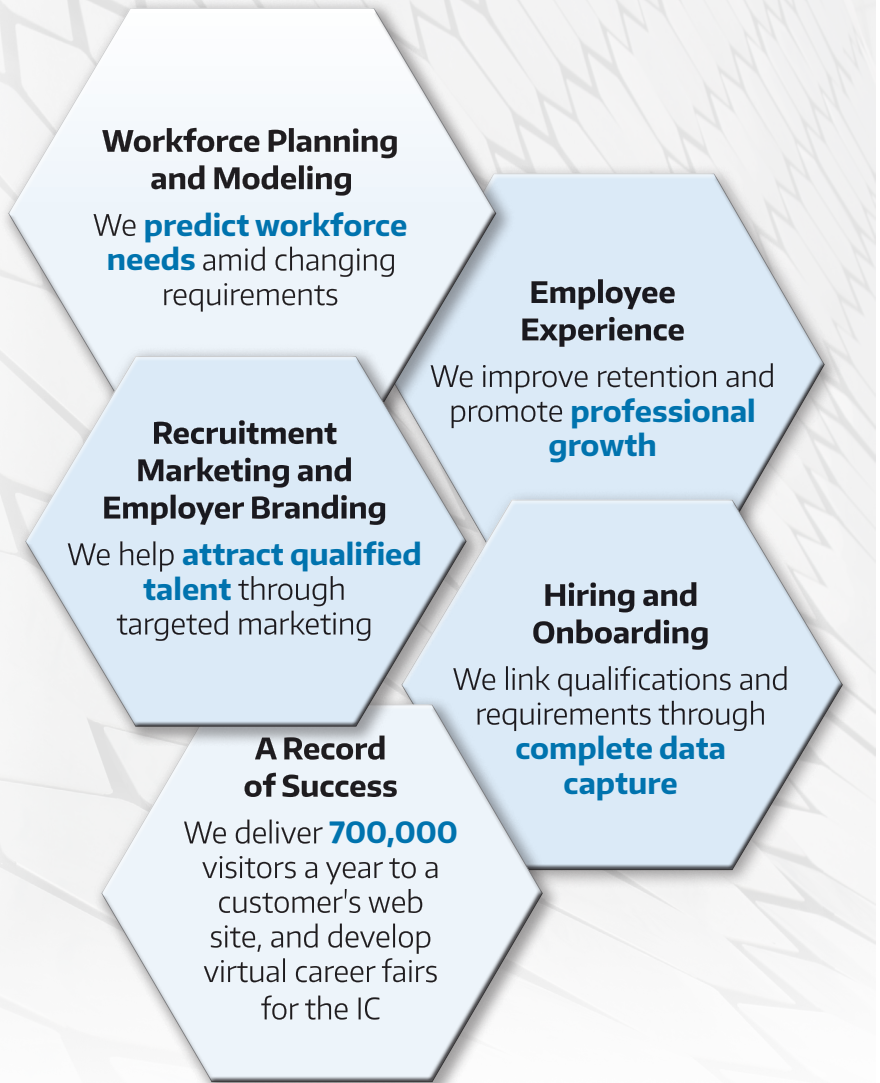 Workforce Planning
and Modeling
We predict workforce
needs amid changing
requirements
Employee
Experience
We improve retention and
promote professional
growth
Recruitment
Marketing and
Employer Branding
We help attract qualified
talent through
targeted marketing
Hiring and
Onboarding
We link qualifications and
requirements through
complete data
capture
A Record
of Success
We deliver 700,000
visitors a year to a
customer's web
site, and develop
virtual career fairs
for the IC